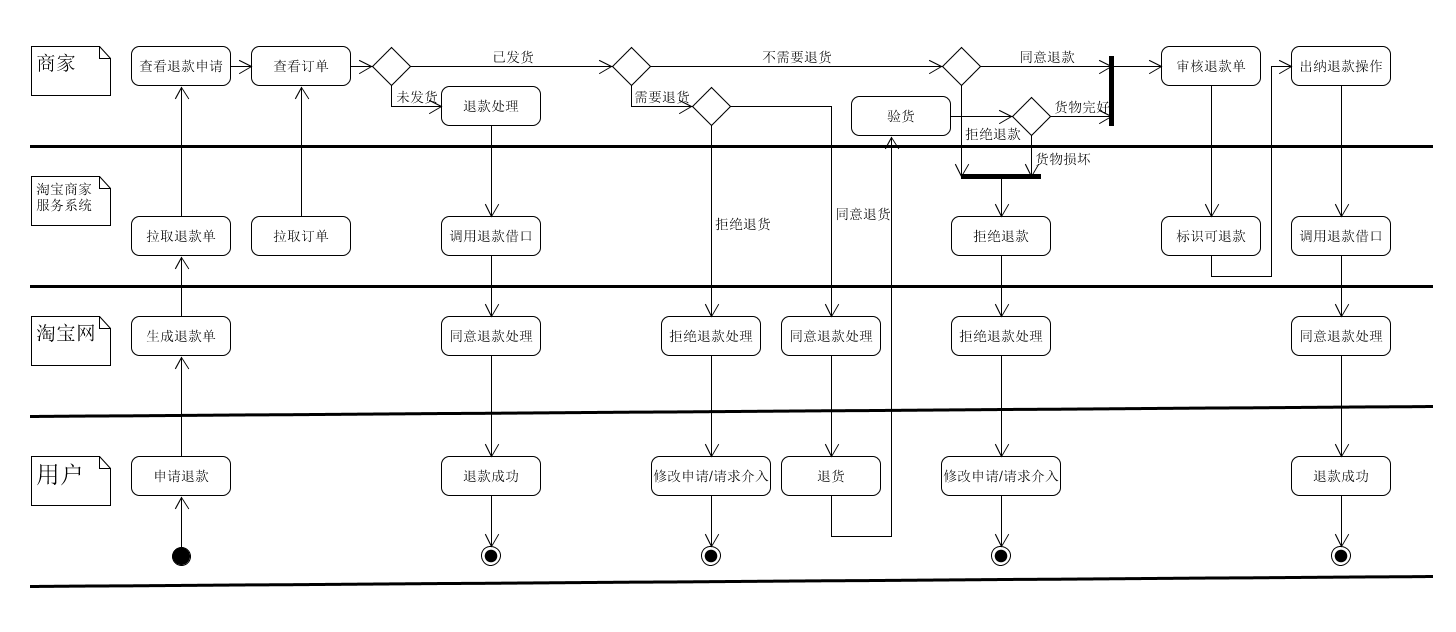 商家
查看退款申请
查看订单
已发货
不需要退货
同意退款
审核退款单
出纳退款操作
未发货
退款处理
需要退货
验货
货物完好
拒绝退款
货物损坏
淘宝商家
服务系统
拉取退款单
拉取订单
调用退款借口
拒绝退货
同意退货
拒绝退款
标识可退款
调用退款借口
淘宝网
生成退款单
同意退款处理
拒绝退款处理
同意退款处理
拒绝退款处理
同意退款处理
用户
申请退款
退款成功
修改申请/请求介入
退货
修改申请/请求介入
退款成功